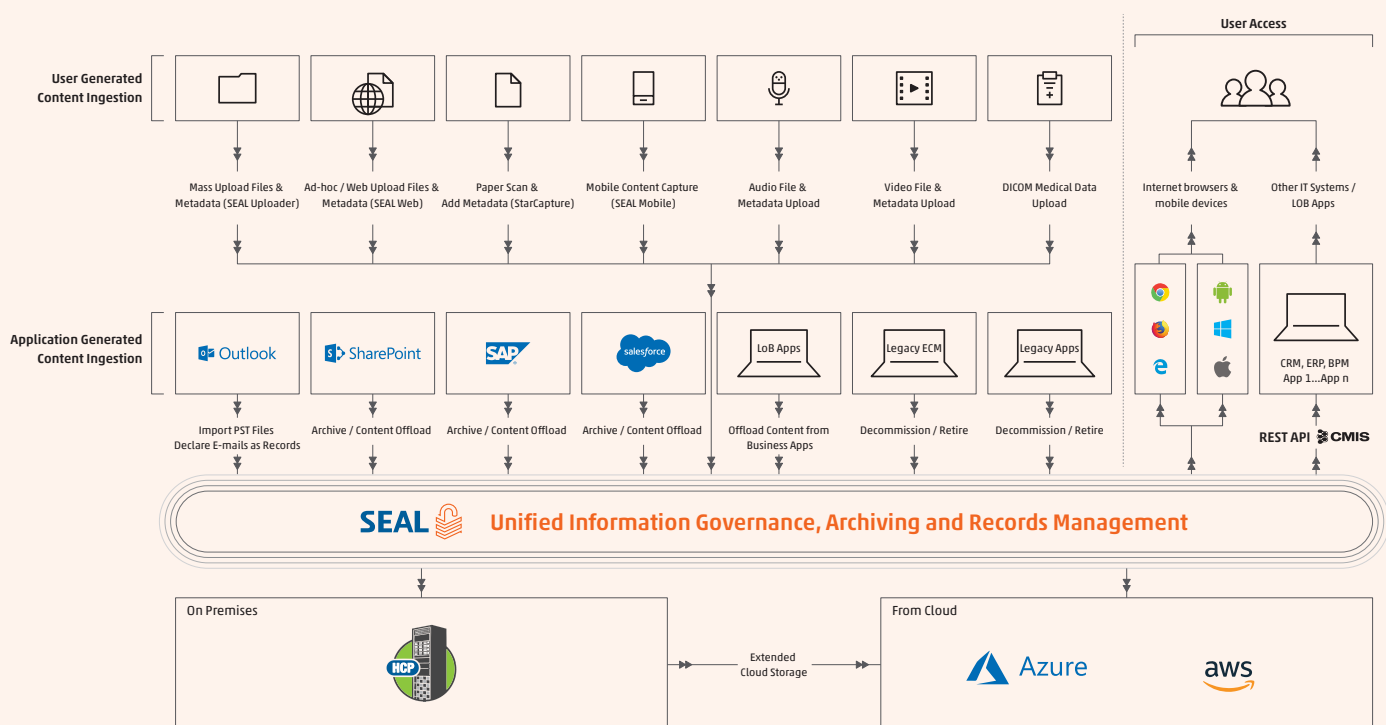 User Access
User Generated
Content Ingestion
Mass Upload Files &
Metadata (SEAL Uploader)
Ad-hoc / Web Upload Files &
Metadata (SEAL Web)
Paper Scan &
Add Metadata (StarCapture)
Mobile Content Capture
(SEAL Mobile)
Audio File &
Metadata Upload
Video File &
Metadata Upload
DICOM Medical Data
Upload
Internet browsers &
mobile devices
Other IT Systems /
LOB Apps
Application Generated
Content Ingestion
Outlook
SharePoint
SAP
salesforce
LoB Apps
Legacy ECM
Legacy Apps
CRM, ERP, BPM
App 1...App n
Import PST Files
Declare E-mails as Records
Archive / Content Offload
Archive / Content Offload
Archive / Content Offload
Offload Content from
Business Apps
Decommission / Retire
Decommission / Retire
REST API CMIS
SEAL Unified Information Governance, Archiving and Records Management
On Premises
HCP
Extended
Cloud Storage
From Cloud
Azure
aws